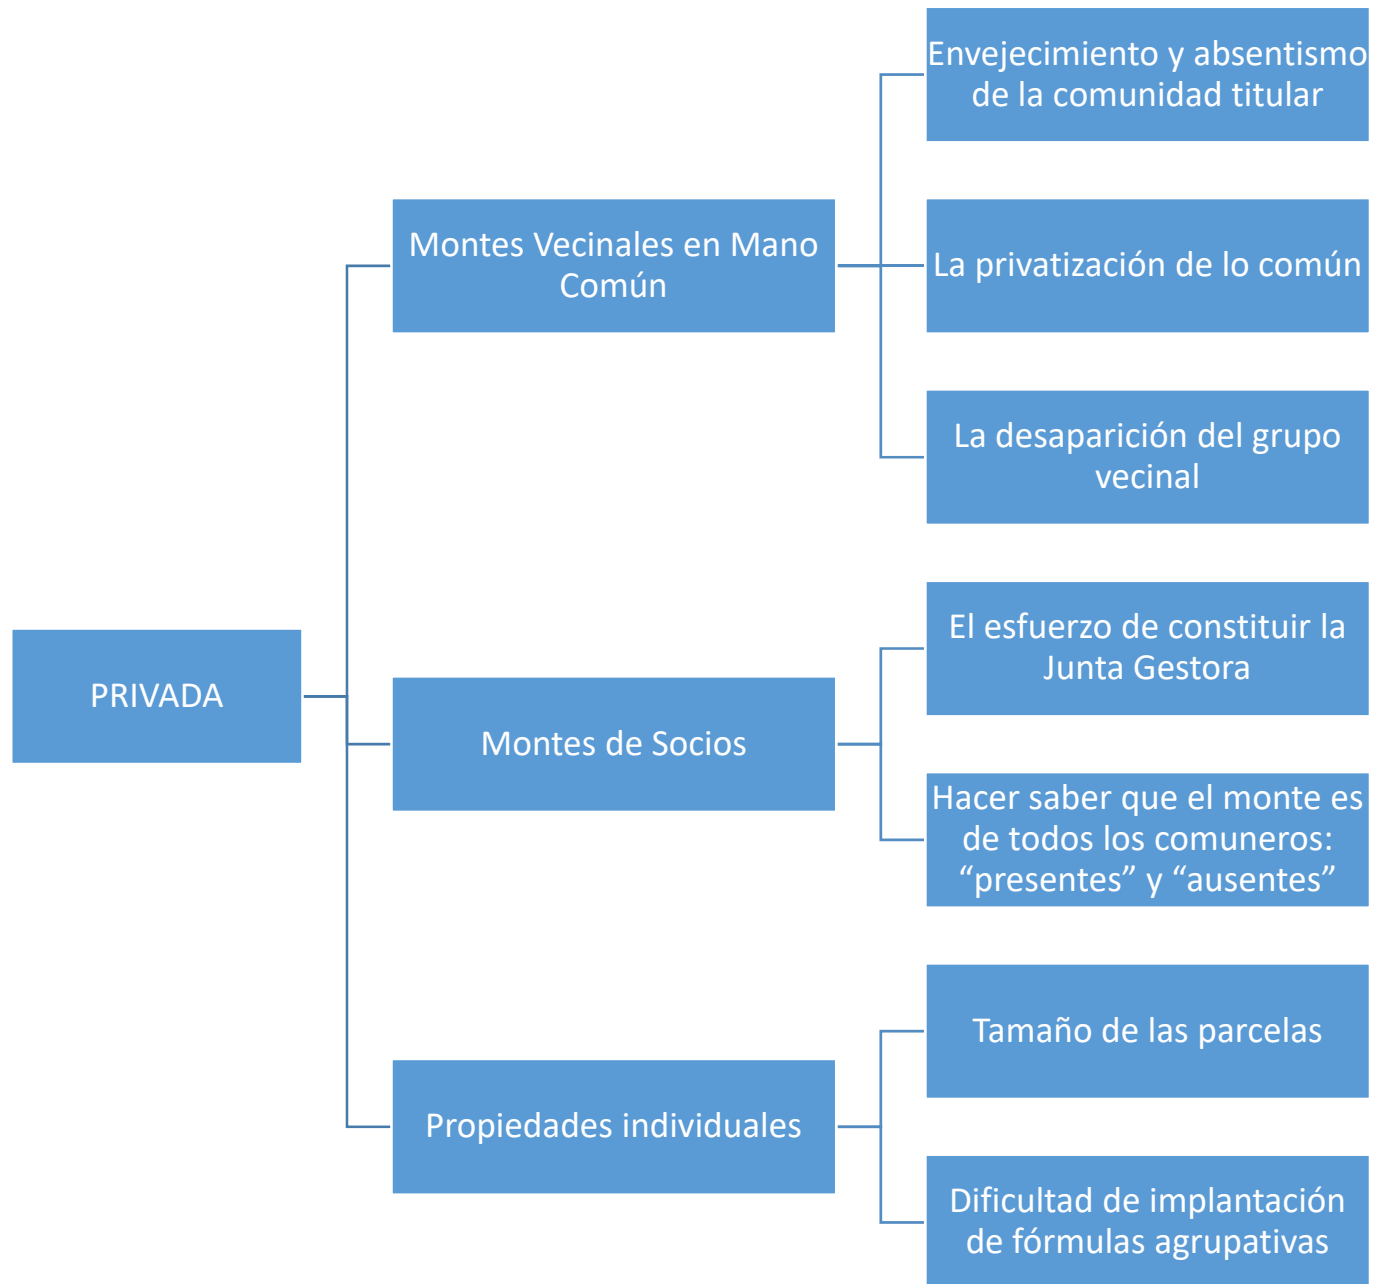 PRIVADA
Montes Vecinales en Mano
Común
Envejecimiento y absentismo
de la comunidad titular
La privatización de lo común
La desaparición del grupo
vecinal
Montes de Socios
El esfuerzo de constituir la
Junta Gestora
Hacer saber que el monte es
de todos los comuneros:
“presentes” y “ausentes”
Propiedades individuales
Tamaño de las parcelas
Dificultad de implantación
de fórmulas agrupativas